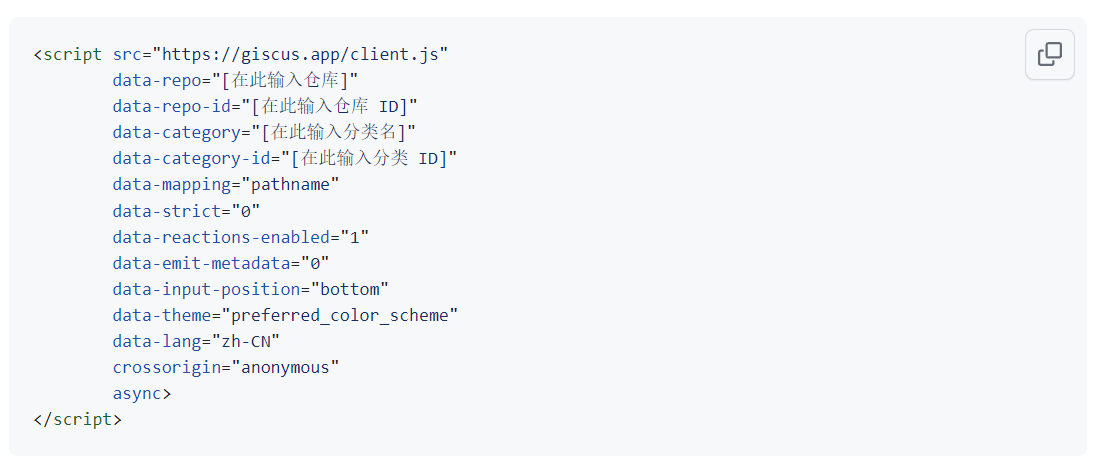 <script src="https://giscus.app/client.js"
        data-repo="[在此输入仓库]"
        data-repo-id="[在此输入仓库 ID]"
        data-category="[在此输入分类名]"
        data-category-id="[在此输入分类 ID]"
        data-mapping="pathname"
        data-strict="0"
        data-reactions-enabled="1"
        data-emit-metadata="0"
        data-input-position="bottom"
        data-theme="preferred_color_scheme"
        data-lang="zh-CN"
        crossorigin="anonymous"
        async>
</script>